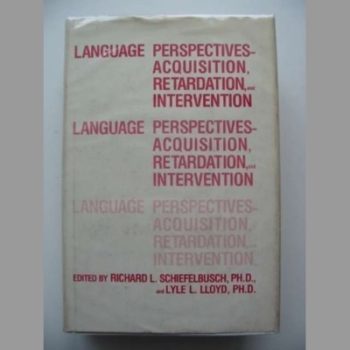 LANGUAGE PERSPECTIVES-
ACQUISITION,
RETARDATION, and
INTERVENTION
LANGUAGE PERSPECTIVES-
ACQUISITION,
RETARDATION, and
INTERVENTION
LANGUAGE PERSPECTIVES-
ACQUISITION,
RETARDATION, and
INTERVENTION
EDITED BY RICHARD L. SCHIEFELBUSCH, PH.D.,
and LYLE L. LLOYD, PH.D.